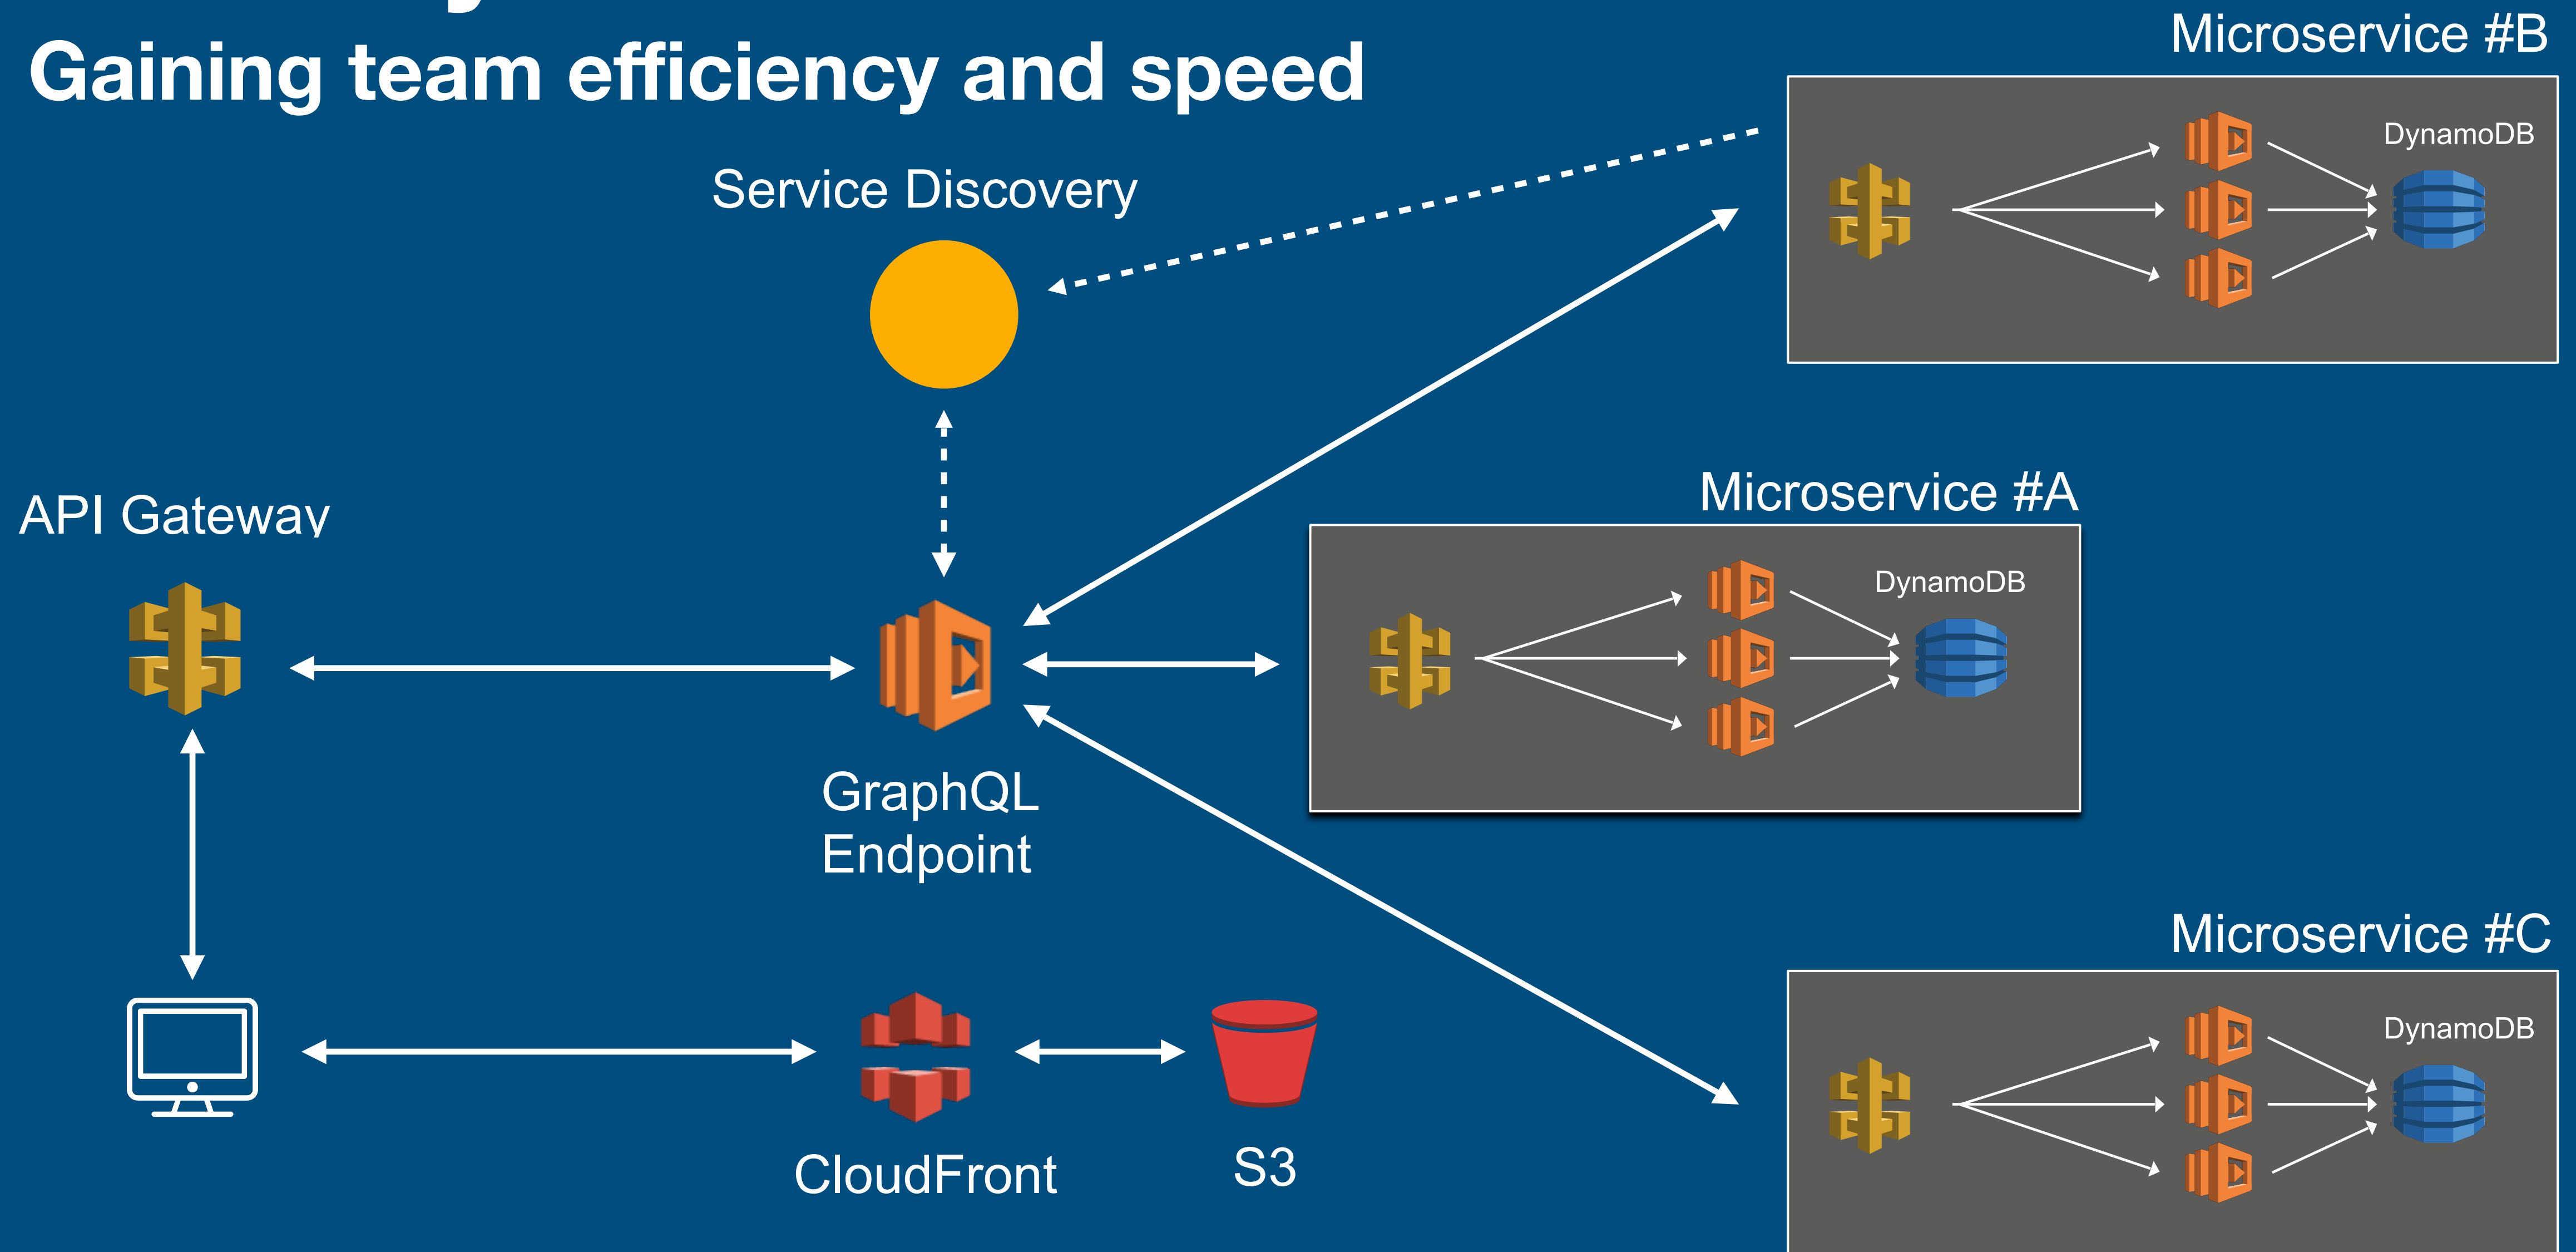 Gaining team efficiency and speed
Microservice #B
DynamoDB
Service Discovery
Microservice #A
API Gateway
DynamoDB
GraphQL
Endpoint
Microservice #C
DynamoDB
CloudFront
S3